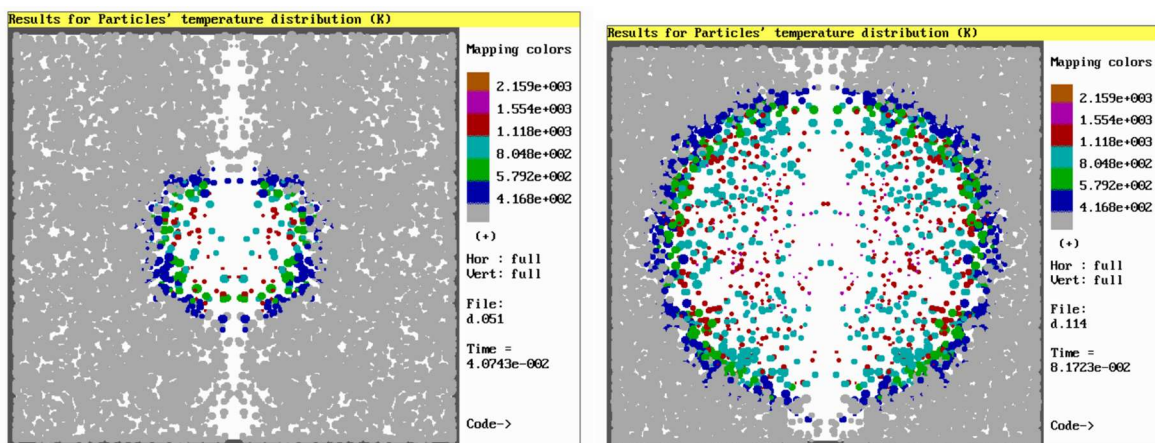 Results for Particles' temperature distribution (K)
Mapping colors
2.159e+003
1.554e+003
1.118e+003
8.048e+002
5.792e+002
4.168e+002
(+)
Hor : full
Vert: full
File:
d.051
Time =
4.0743e-002
Code->
Results for Particles' temperature distribution (K)
Mapping colors
2.159e+003
1.554e+003
1.118e+003
8.048e+002
5.792e+002
4.168e+002
(+)
Hor : full
Vert: full
File:
d.114
Time =
8.1723e-002
Code->